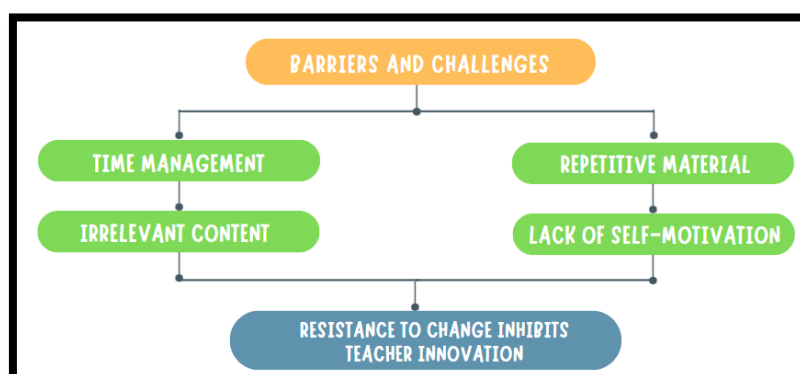 BARRIERS AND CHALLENGES
TIME MANAGEMENT
REPETITIVE MATERIAL
IRRELEVANT CONTENT
LACK OF SELF-MOTIVATION
RESISTANCE TO CHANGE INHIBITS
TEACHER INNOVATION